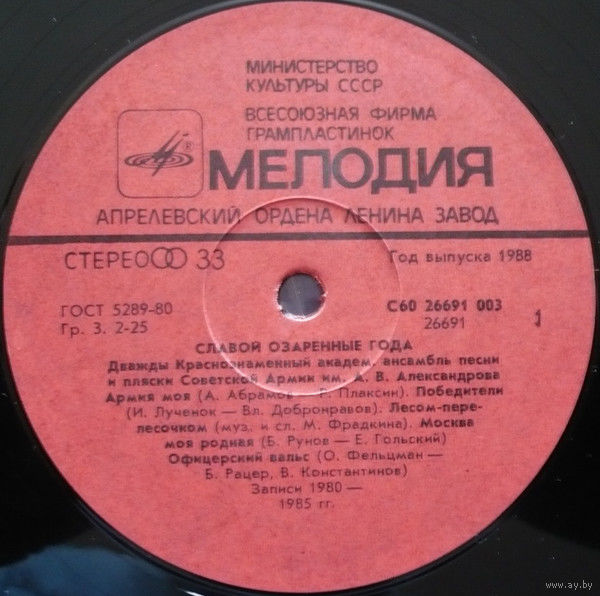 МИНИСТЕРСТВО
КУЛЬТУРЫ СССР
ВСЕСОЮЗНАЯ ФИРМА
ГРАМПЛАСТИНОК
®
МЕЛОДИЯ
АПРЕЛЕВСКИЙ ОРДЕНА ЛЕНИНА ЗАВОД
СТЕРЕО 33
Год выпуска 1988
ГОСТ 5289-80
Гр. 3. 2-25
С60 26691 003
26691
1
СЛАВОЙ ОЗАРЕННЫЕ ГОДА
Дважды Краснознаменный академ. ансамбль песни
и пляски Советской Армии им. А. В. Александрова
Армия моя (А. Абрамов — Р. Плаксин). Победители
(И. Лученок — Вл. Добронравов). Лесом-пере-
лесочком (муз. и сл. М. Фрадкина). Москва
моя родная (Б. Рунов — Е. Гольский)
Офицерский вальс (О. Фельцман —
Б. Рацер, В. Константинов)
Записи 1980 —
1985 гг.
www.ay.by